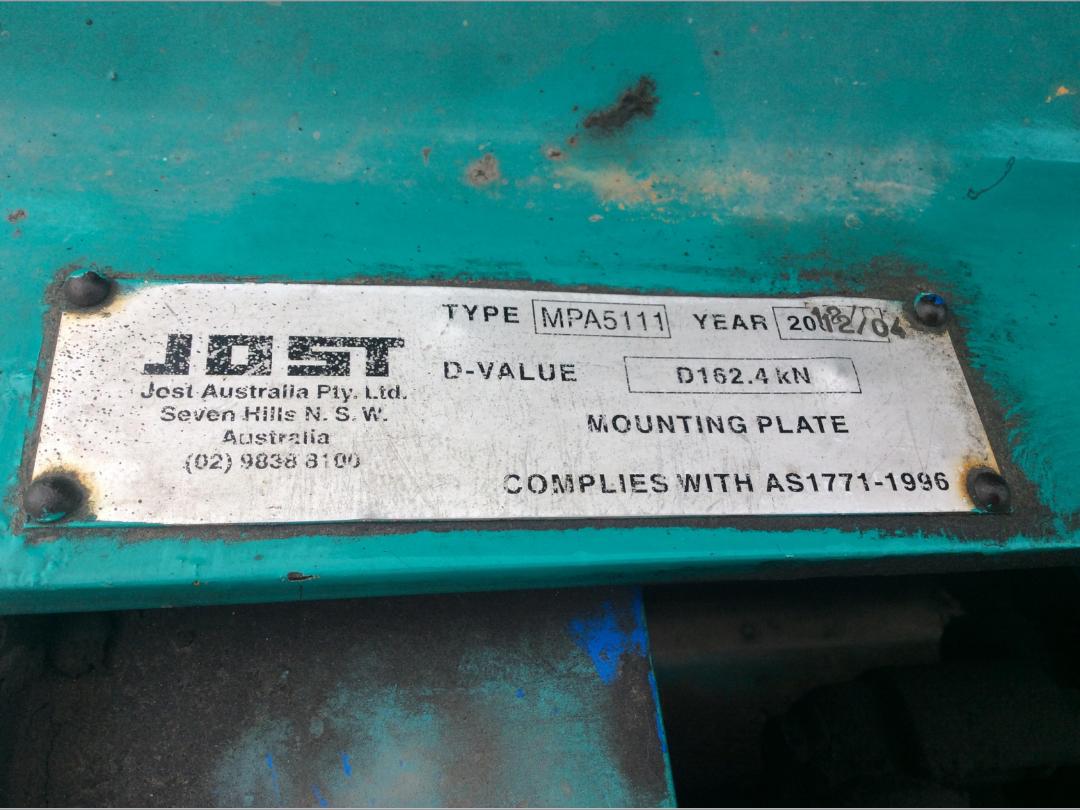 JOST
Jost Australia Pty. Ltd.
Seven Hills N. S. W.
Australia
(02) 9838 8100
TYPE MPA5111 YEAR
D-VALUE D162.4 kN
MOUNTING PLATE
COMPLIES WITH AS1771-1996